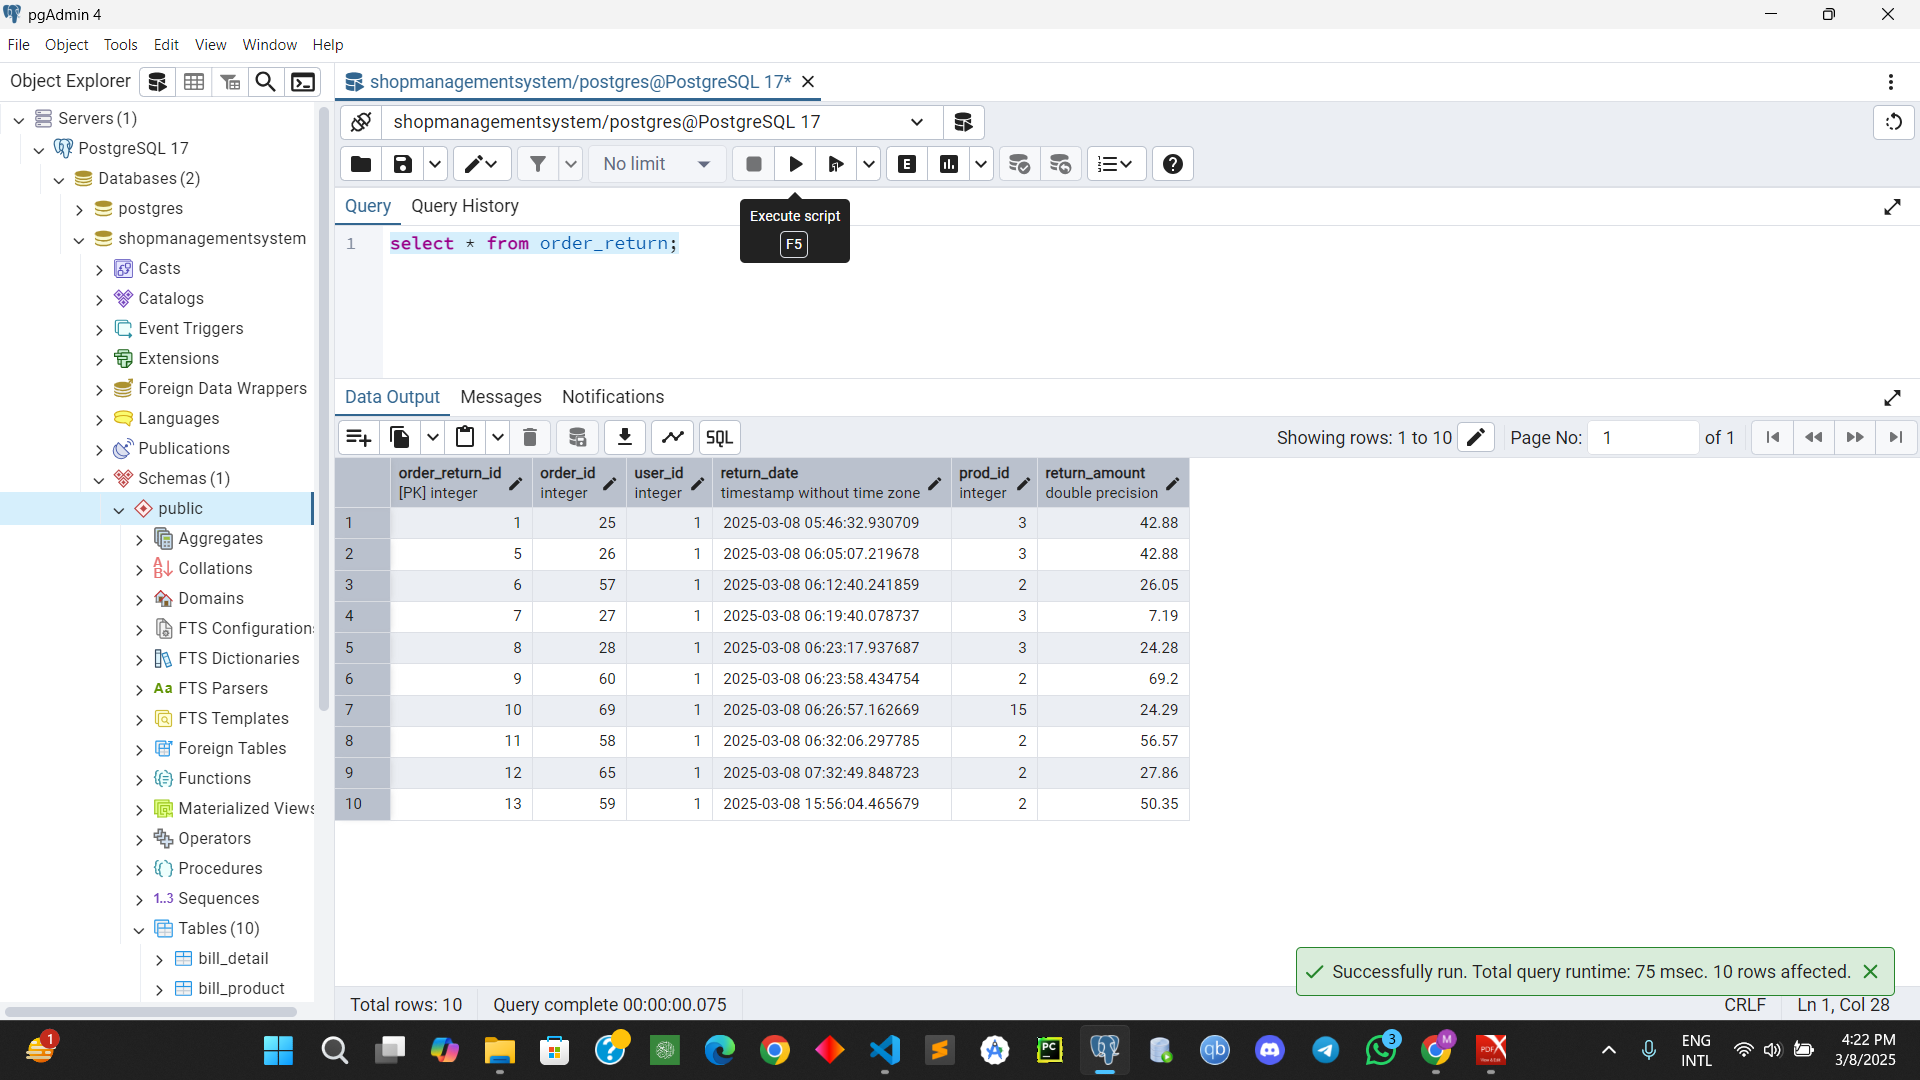 pgAdmin 4
File Object Tools Edit View Window Help
Object Explorer
Servers (1)
PostgreSQL 17
Databases (2)
postgres
shopmanagementsystem
Casts
Catalogs
Event Triggers
Extensions
Foreign Data Wrappers
Languages
Publications
Schemas (1)
public
Aggregates
Collations
Domains
FTS Configuration
FTS Dictionaries
Aa FTS Parsers
FTS Templates
Foreign Tables
Functions
Materialized Views
Operators
Procedures
1..3 Sequences
Tables (10)
bill_detail
bill_product
shopmanagementsystem/postgres@PostgreSQL 17*
shopmanagementsystem/postgres@PostgreSQL 17
No limit
E
Query Query History
Execute script
F5
1 select * from order_return;
Data Output Messages Notifications
SQL
Showing rows: 1 to 10 Page No: 1 of 1
order_return_id order_id user_id return_date prod_id return_amount
[PK] integer integer integer timestamp without time zone integer double precision
1 1 25 1 2025-03-08 05:46:32.930709 3 42.88
2 5 26 1 2025-03-08 06:05:07.219678 3 42.88
3 6 57 1 2025-03-08 06:12:40.241859 2 26.05
4 7 27 1 2025-03-08 06:19:40.078737 3 7.19
5 8 28 1 2025-03-08 06:23:17.937687 3 24.28
6 9 60 1 2025-03-08 06:23:58.434754 2 69.2
7 10 69 1 2025-03-08 06:26:57.162669 15 24.29
8 11 58 1 2025-03-08 06:32:06.297785 2 56.57
9 12 65 1 2025-03-08 07:32:49.848723 2 27.86
10 13 59 1 2025-03-08 15:56:04.465679 2 50.35
Successfully run. Total query runtime: 75 msec. 10 rows affected.
Total rows: 10 Query complete 00:00:00.075 CRLF Ln 1, Col 28
1
PC
qb
3
M
PDF
ENG
INTL
4:22 PM
3/8/2025